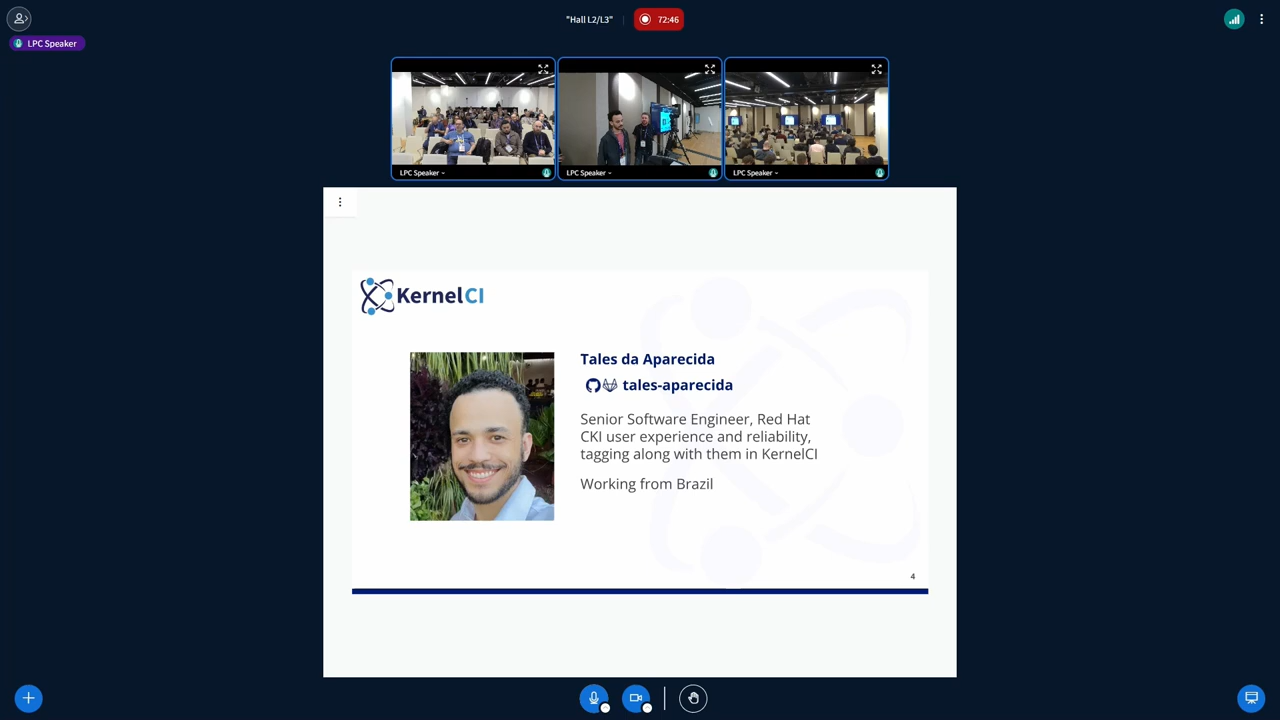 "Hall L2/L3"
72:46
LPC Speaker
LPC Speaker
LPC Speaker
LPC Speaker
KernelCI
Tales da Aparecida
tales-aparecida
Senior Software Engineer, Red Hat
CKI user experience and reliability,
tagging along with them in KernelCI
Working from Brazil
4